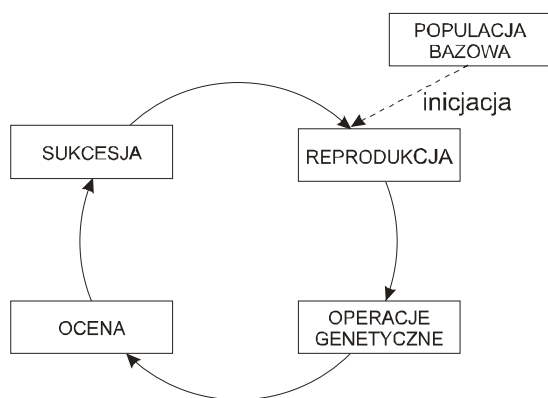 POPULACJA
BAZOWA
inicjacja
SUKCESJA
REPRODUKCJA
OCENA
OPERACJE
GENETYCZNE